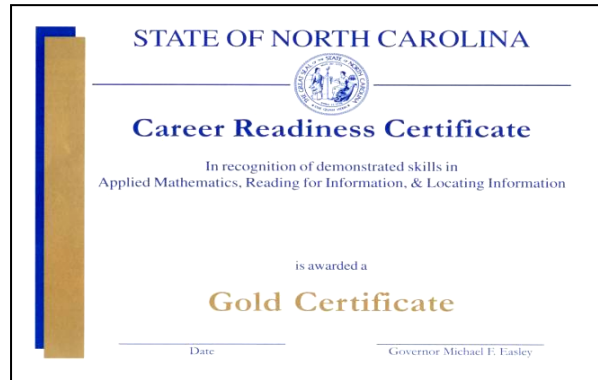 STATE OF NORTH CAROLINA
Career Readiness Certificate
In recognition of demonstrated skills in
Applied Mathematics, Reading for Information, & Locating Information
is awarded a
Gold Certificate
Date
Governor Michael F. Easley